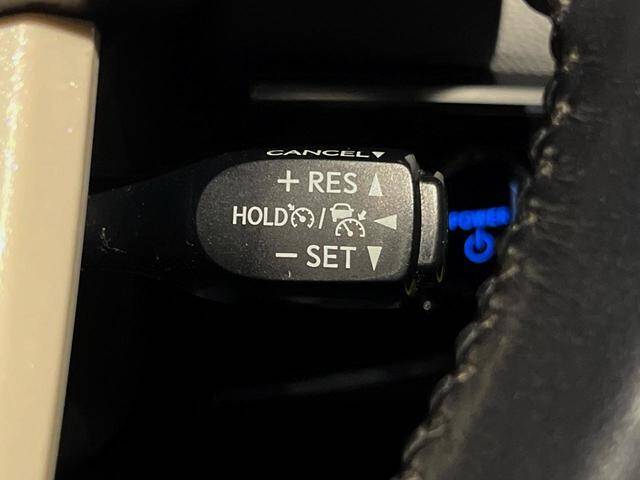 CANCEL▼
+ RES ▲
HOLD / ◀
− SET ▼
POWER